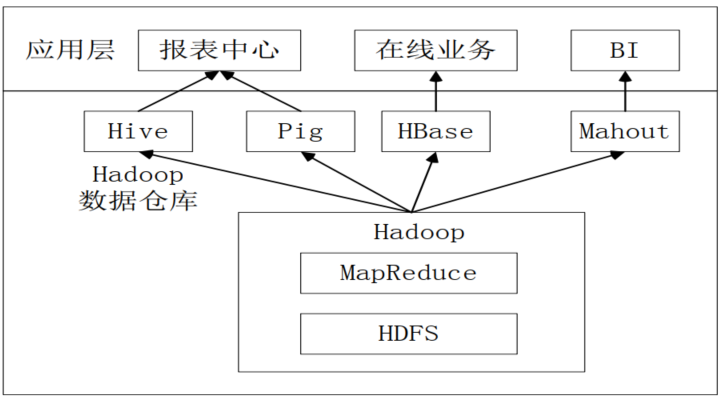 应用层 报表中心 在线业务 BI
Hive Pig HBase Mahout
Hadoop
数据仓库
Hadoop
MapReduce
HDFS